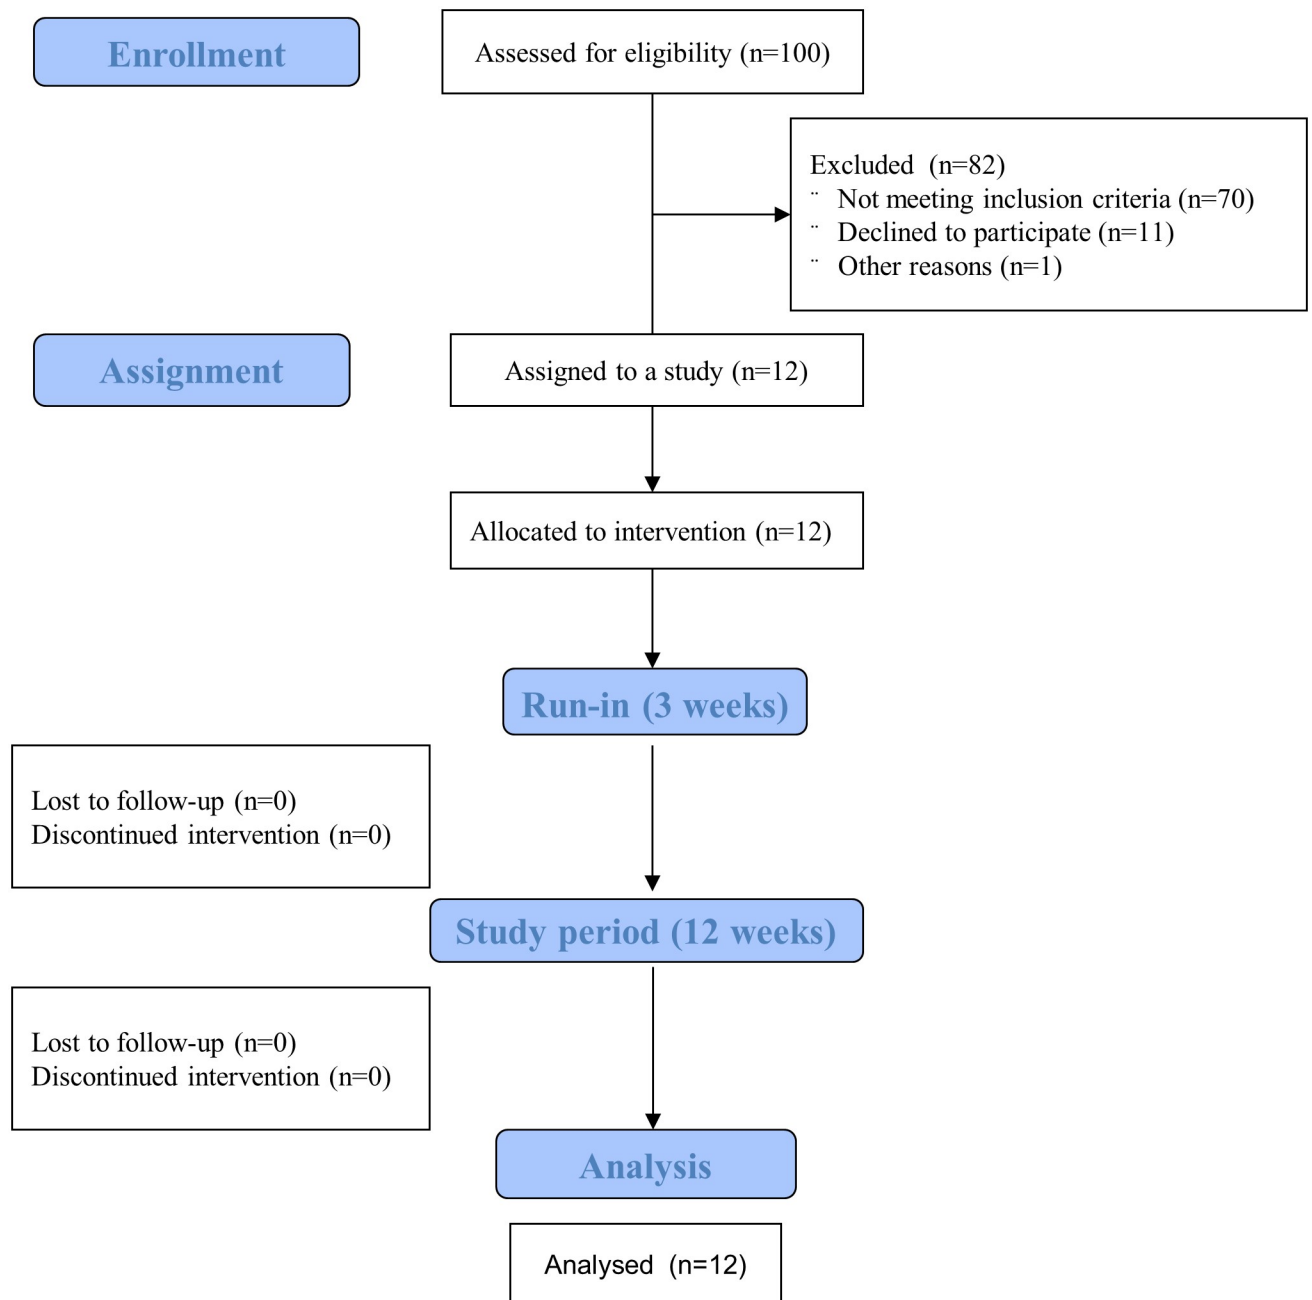 Enrollment
Assessed for eligibility (n=100)
Excluded (n=82)
¨ Not meeting inclusion criteria (n=70)
¨ Declined to participate (n=11)
¨ Other reasons (n=1)
Assignment
Assigned to a study (n=12)
Allocated to intervention (n=12)
Run-in (3 weeks)
Lost to follow-up (n=0)
Discontinued intervention (n=0)
Study period (12 weeks)
Lost to follow-up (n=0)
Discontinued intervention (n=0)
Analysis
Analysed (n=12)